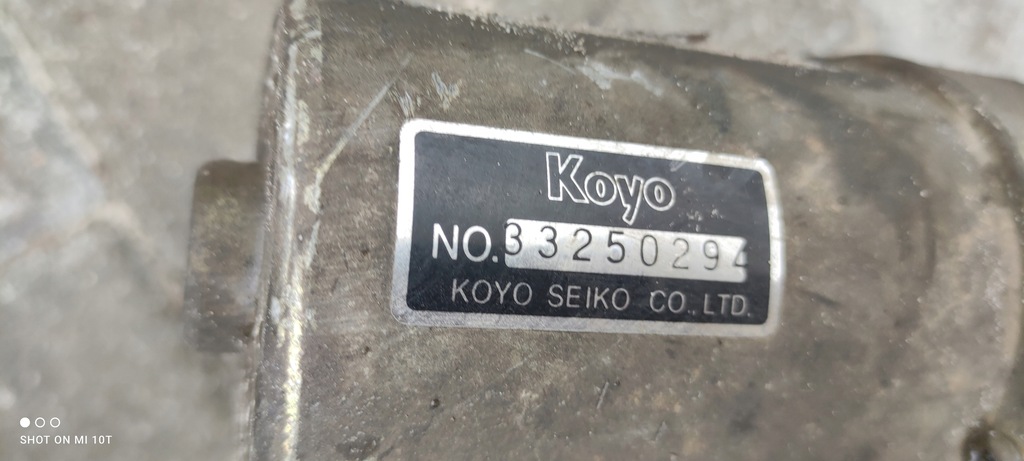 Koyo
NO.33250294
KOYO SEIKO CO., LTD.
SHOT ON MI 10T